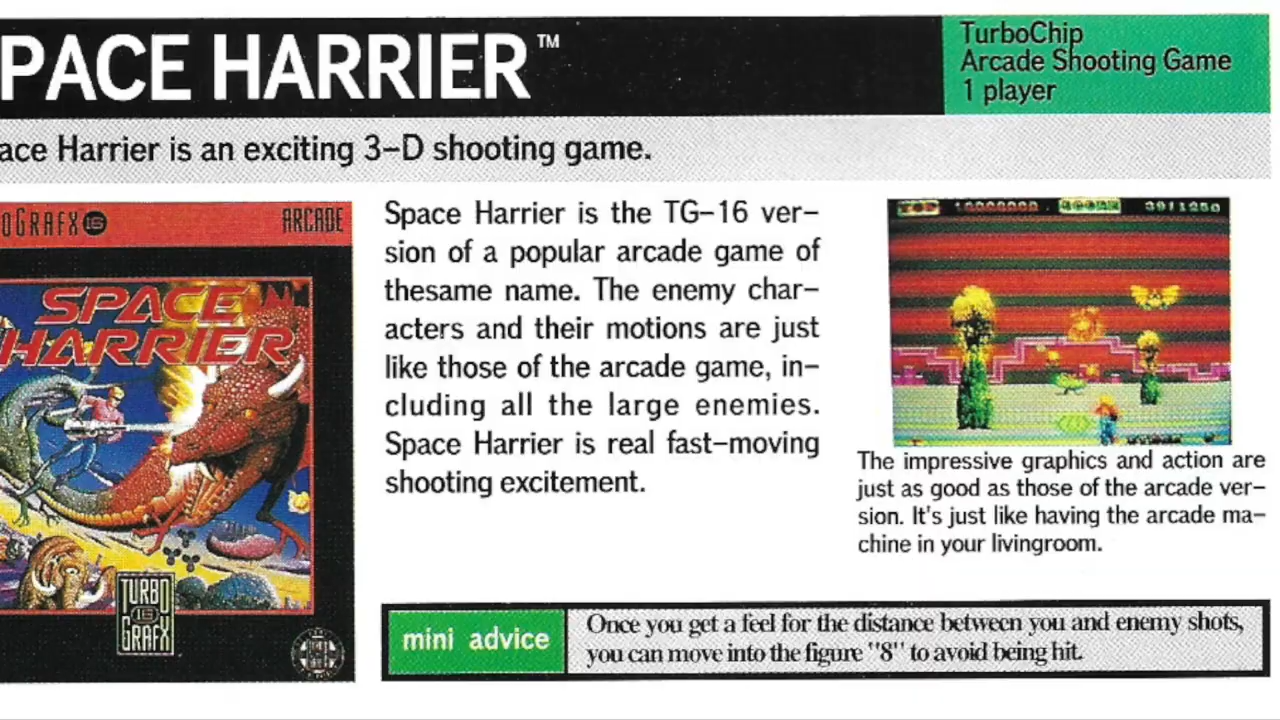 PACE HARRIER™
TurboChip
Arcade Shooting Game
1 player
ace Harrier is an exciting 3-D shooting game.
oGRAFX 16
ARCADE
SPACE
HARRIER
TURBO
16
GRAFX
Space Harrier is the TG-16 ver-
sion of a popular arcade game of
thesame name. The enemy char-
acters and their motions are just
like those of the arcade game, in-
cluding all the large enemies.
Space Harrier is real fast-moving
shooting excitement.
The impressive graphics and action are
just as good as those of the arcade ver-
sion. It's just like having the arcade ma-
chine in your livingroom.
mini advice
Once you get a feel for the distance between you and enemy shots,
you can move into the figure "8" to avoid being hit.